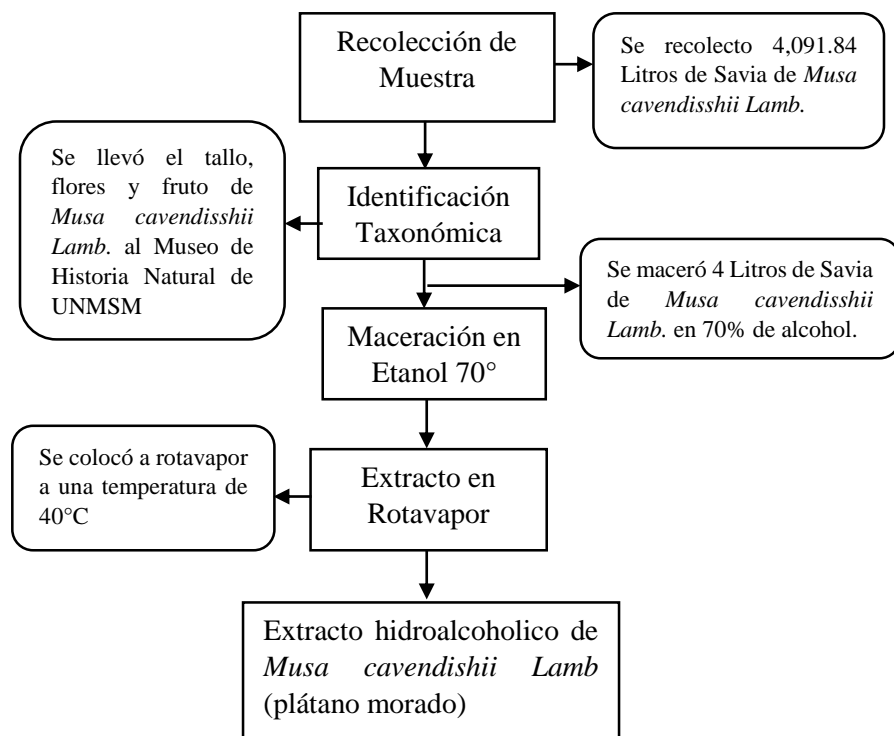 Recolección de
Muestra
Se recolecto 4,091.84
Litros de Savia de Musa
cavendisshii Lamb.
Se llevó el tallo,
flores y fruto de
Musa cavendisshii
Lamb. al Museo de
Historia Natural de
UNMSM
Identificación
Taxonómica
Se maceró 4 Litros de Savia
de Musa cavendisshii
Lamb. en 70% de alcohol.
Maceración en
Etanol 70°
Se colocó a rotavapor
a una temperatura de
40°C
Extracto en
Rotavapor
Extracto hidroalcoholico de
Musa cavendishii Lamb
(plátano morado)